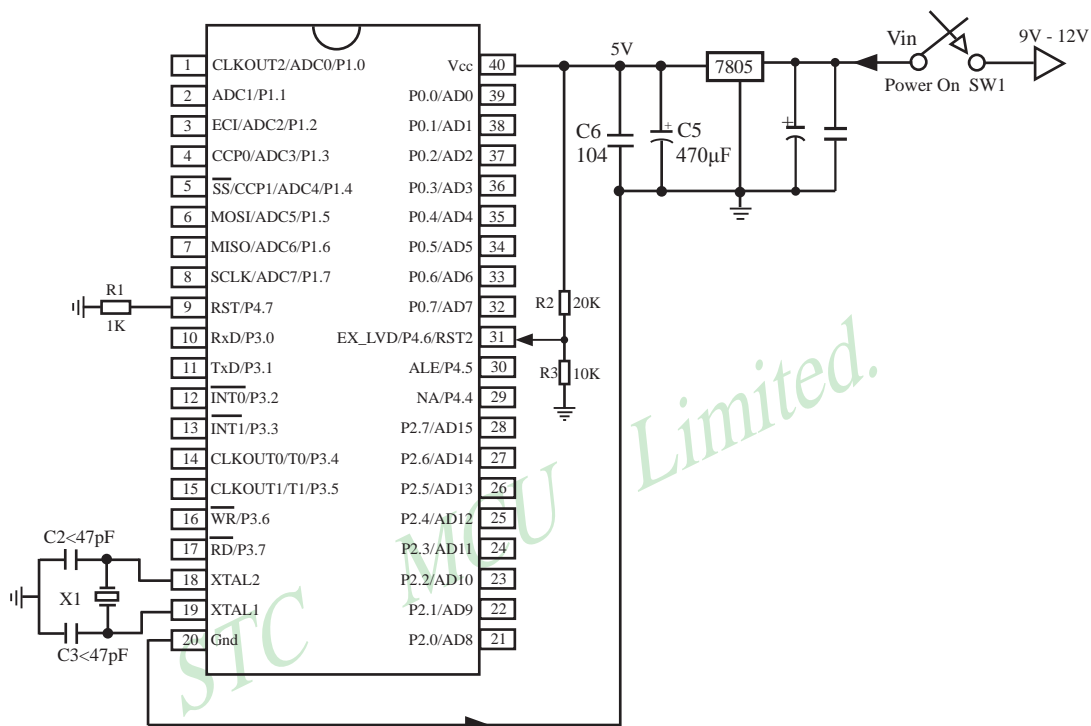 9V - 12V
Vin
Power On SW1
5V
7805
C6
104
C5
470µF
+
+
1 CLKOUT2/ADC0/P1.0
2 ADC1/P1.1
3 ECI/ADC2/P1.2
4 CCP0/ADC3/P1.3
5 SS/CCP1/ADC4/P1.4
6 MOSI/ADC5/P1.5
7 MISO/ADC6/P1.6
8 SCLK/ADC7/P1.7
9 RST/P4.7
10 RxD/P3.0
11 TxD/P3.1
12 INT0/P3.2
13 INT1/P3.3
14 CLKOUT0/T0/P3.4
15 CLKOUT1/T1/P3.5
16 WR/P3.6
17 RD/P3.7
18 XTAL2
19 XTAL1
20 Gnd
Vcc 40
P0.0/AD0 39
P0.1/AD1 38
P0.2/AD2 37
P0.3/AD3 36
P0.4/AD4 35
P0.5/AD5 34
P0.6/AD6 33
P0.7/AD7 32
EX_LVD/P4.6/RST2 31
ALE/P4.5 30
NA/P4.4 29
P2.7/AD15 28
P2.6/AD14 27
P2.5/AD13 26
P2.4/AD12 25
P2.3/AD11 24
P2.2/AD10 23
P2.1/AD9 22
P2.0/AD8 21
R1
1K
R2 20K
R3 10K
C2<47pF
X1
C3<47pF
STC MCU Limited.